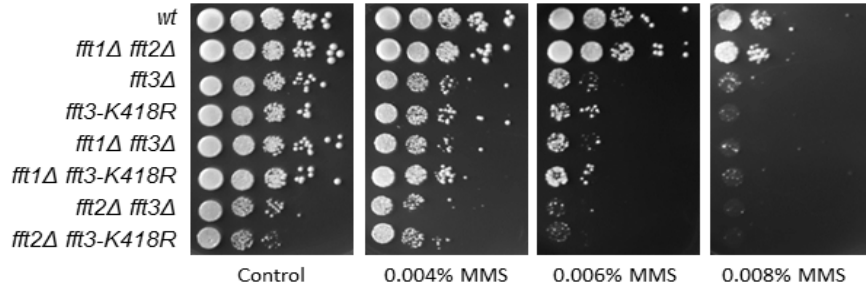 wt
fft1Δ fft2Δ
fft3Δ
fft3-K418R
fft1Δ fft3Δ
fft1Δ fft3-K418R
fft2Δ fft3Δ
fft2Δ fft3-K418R
Control 0.004% MMS 0.006% MMS 0.008% MMS